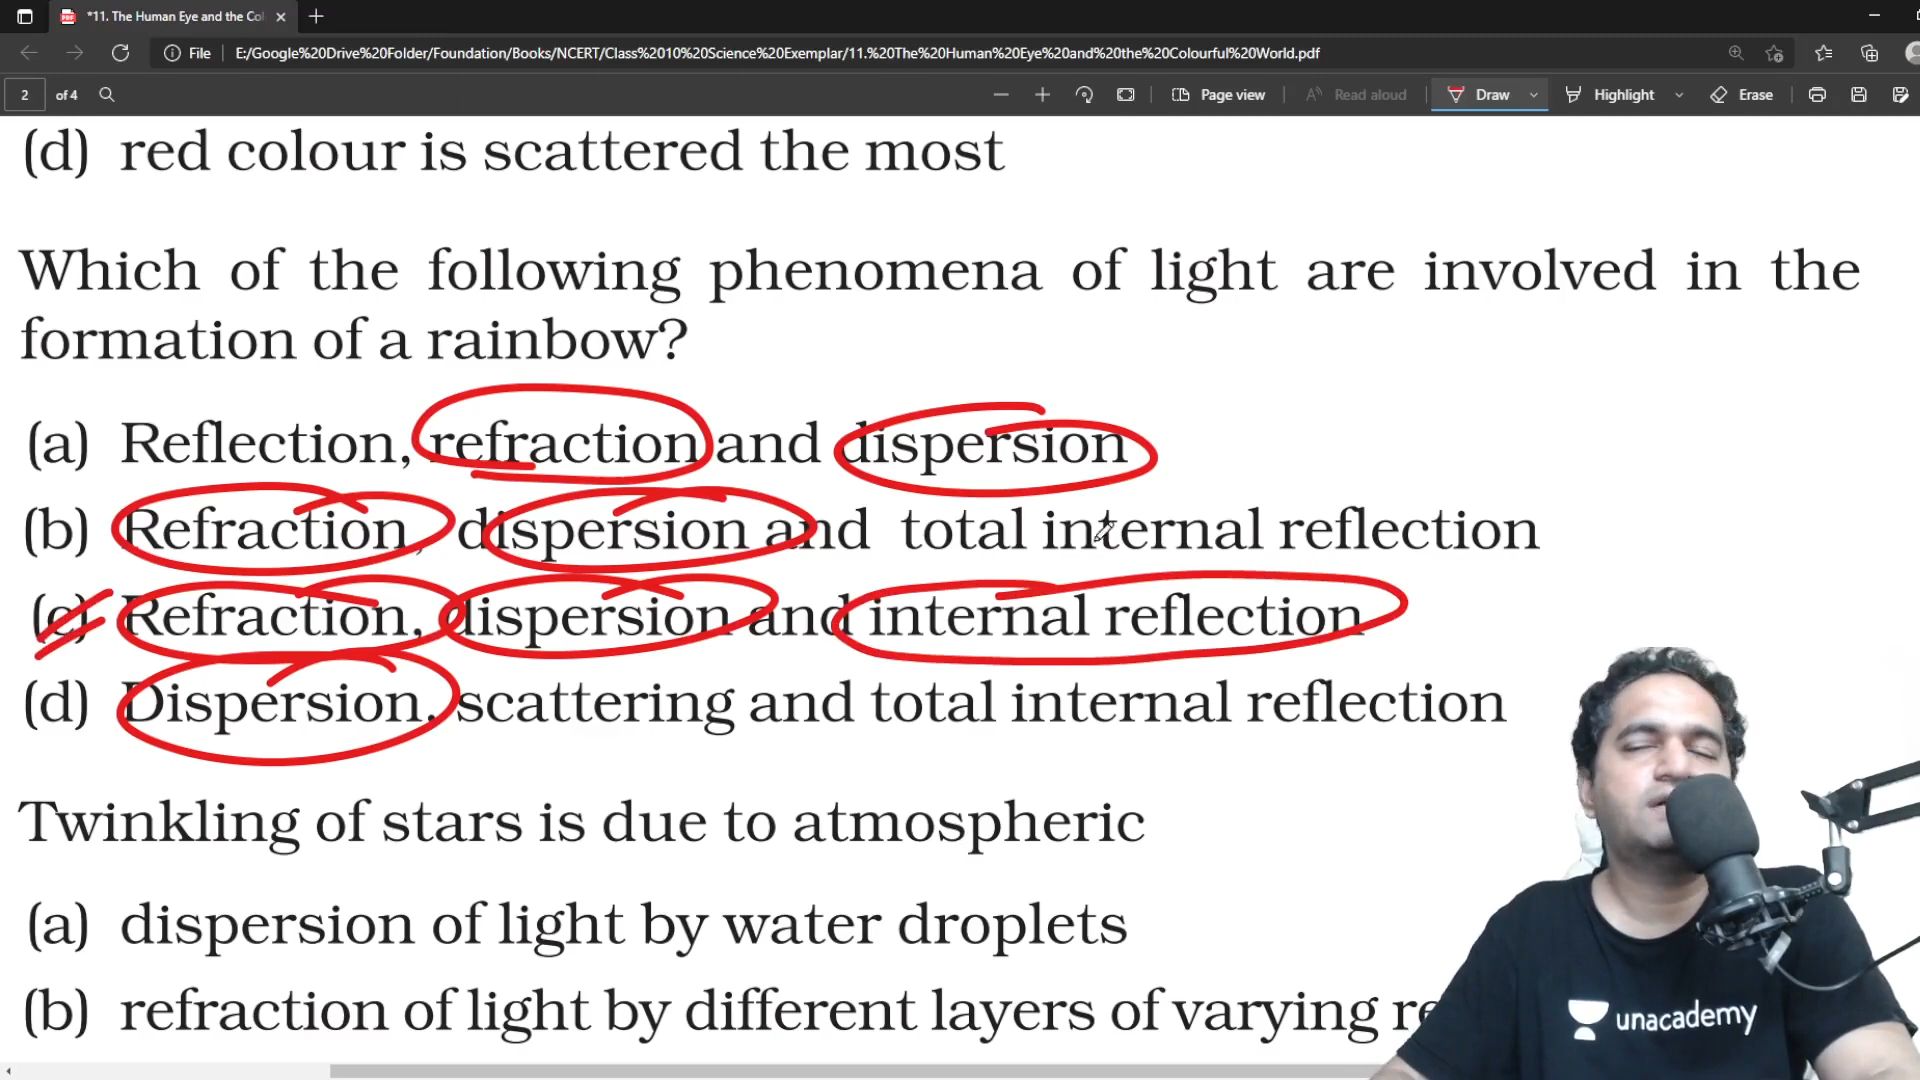 *11. The Human Eye and the Col
File E:/Google%20Drive%20Folder/Foundation/Books/NCERT/Class%2010%20Science%20Exemplar/11.%20The%20Human%20Eye%20and%20the%20Colourful%20World.pdf
2 of 4 Page view Read aloud Draw Highlight Erase
(d) red colour is scattered the most
Which of the following phenomena of light are involved in the
formation of a rainbow?
(a) Reflection, refraction and dispersion
(b) Refraction, dispersion and total internal reflection
(c) Refraction, dispersion and internal reflection
(d) Dispersion, scattering and total internal reflection
Twinkling of stars is due to atmospheric
(a) dispersion of light by water droplets
(b) refraction of light by different layers of varying re
unacademy